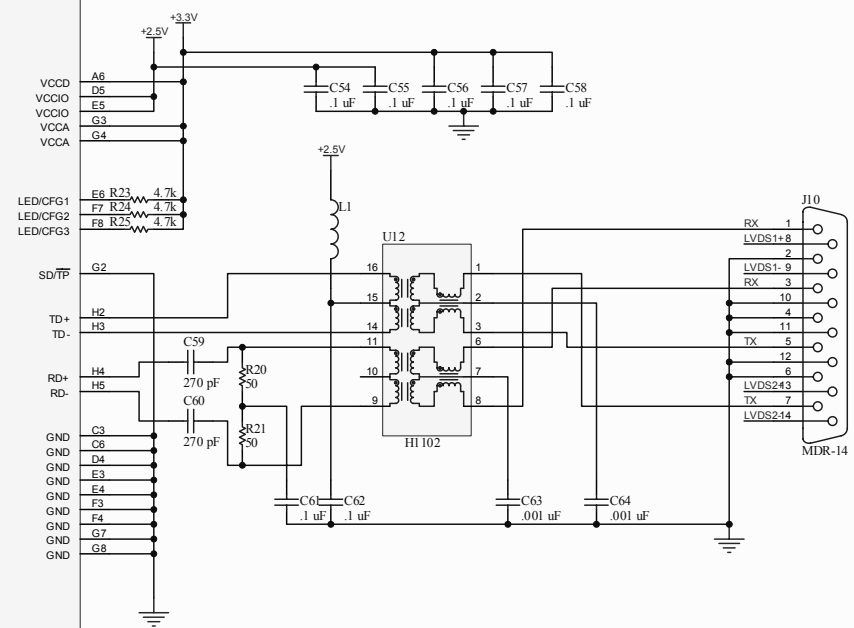 +3.3V
+2.5V
VCCD A6
VCCIO D5
VCCIO E5
VCCA G3
VCCA G4
C54 .1 uF
C55 .1 uF
C56 .1 uF
C57 .1 uF
C58 .1 uF
+2.5V
L1
LED/CFG1 E6 R23 4.7k
LED/CFG2 F7 R24 4.7k
LED/CFG3 F8 R25 4.7k
SD/TP G2
TD+ H2
TD- H3
RD+ H4
RD- H5
C59
270 pF
C60
270 pF
R20
50
R21
50
U12
16
15
14
11
10
9
1
2
3
6
7
8
H1102
GND C3
GND C6
GND D4
GND E3
GND E4
GND F3
GND F4
GND G7
GND G8
C61
.1 uF
C62
.1 uF
C63
.001 uF
C64
.001 uF
J10
RX 1
LVDS1+ 8
2
LVDS1- 9
RX 3
10
4
11
TX 5
12
6
LVDS2+ 13
TX 7
LVDS2- 14
MDR-14